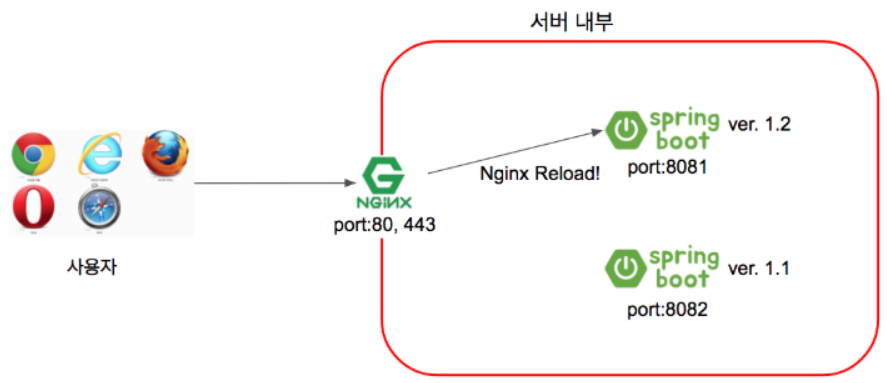 서버 내부
spring
boot
ver. 1.2
port:8081
Nginx Reload!
NGiNX
port:80, 443
사용자
spring
boot
ver. 1.1
port:8082